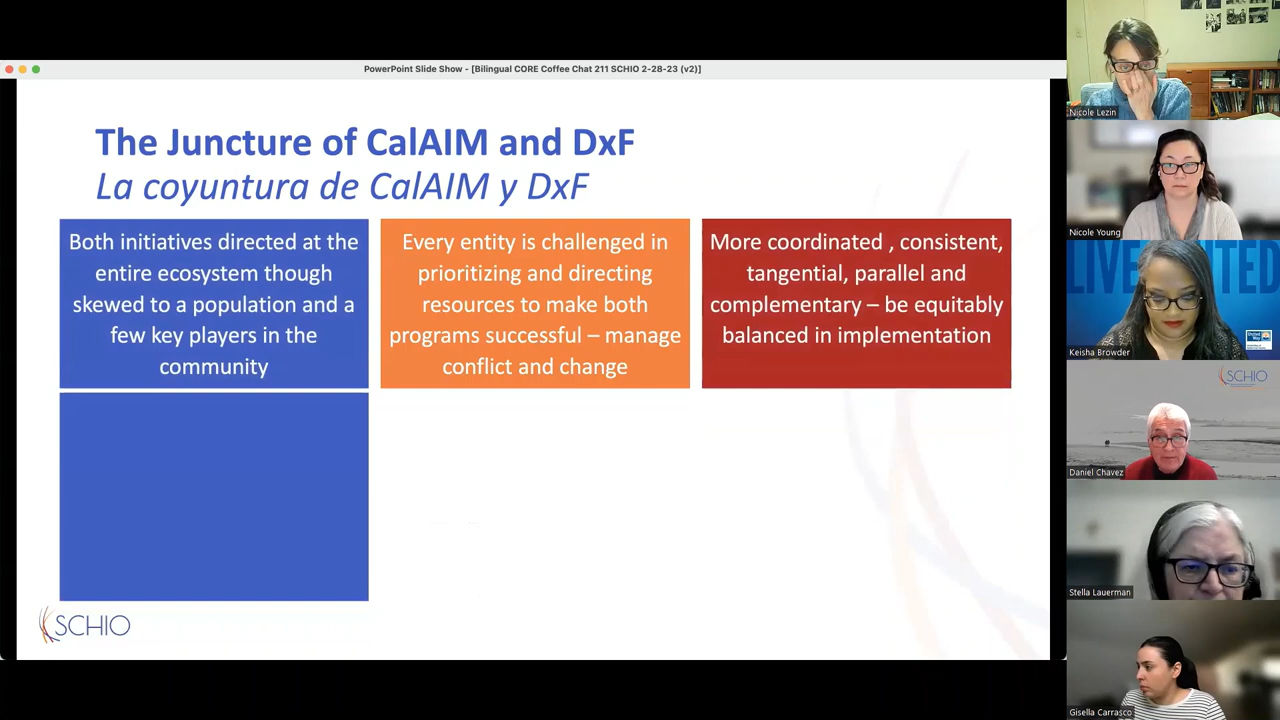 PowerPoint Slide Show - [Bilingual CORE Coffee Chat 211 SCHIO 2-28-23 (v2)]
The Juncture of CalAIM and DxF
La coyuntura de CalAIM y DxF
Both initiatives directed at the
entire ecosystem though
skewed to a population and a
few key players in the
community
Every entity is challenged in
prioritizing and directing
resources to make both
programs successful – manage
conflict and change
More coordinated , consistent,
tangential, parallel and
complementary – be equitably
balanced in implementation
SCHIO
Nicole Lezin
Nicole Young
LIVE UNITED
United
Way
Keisha Browder
SCHIO
Daniel Chavez
Stella Lauerman
Gisella Carrasco